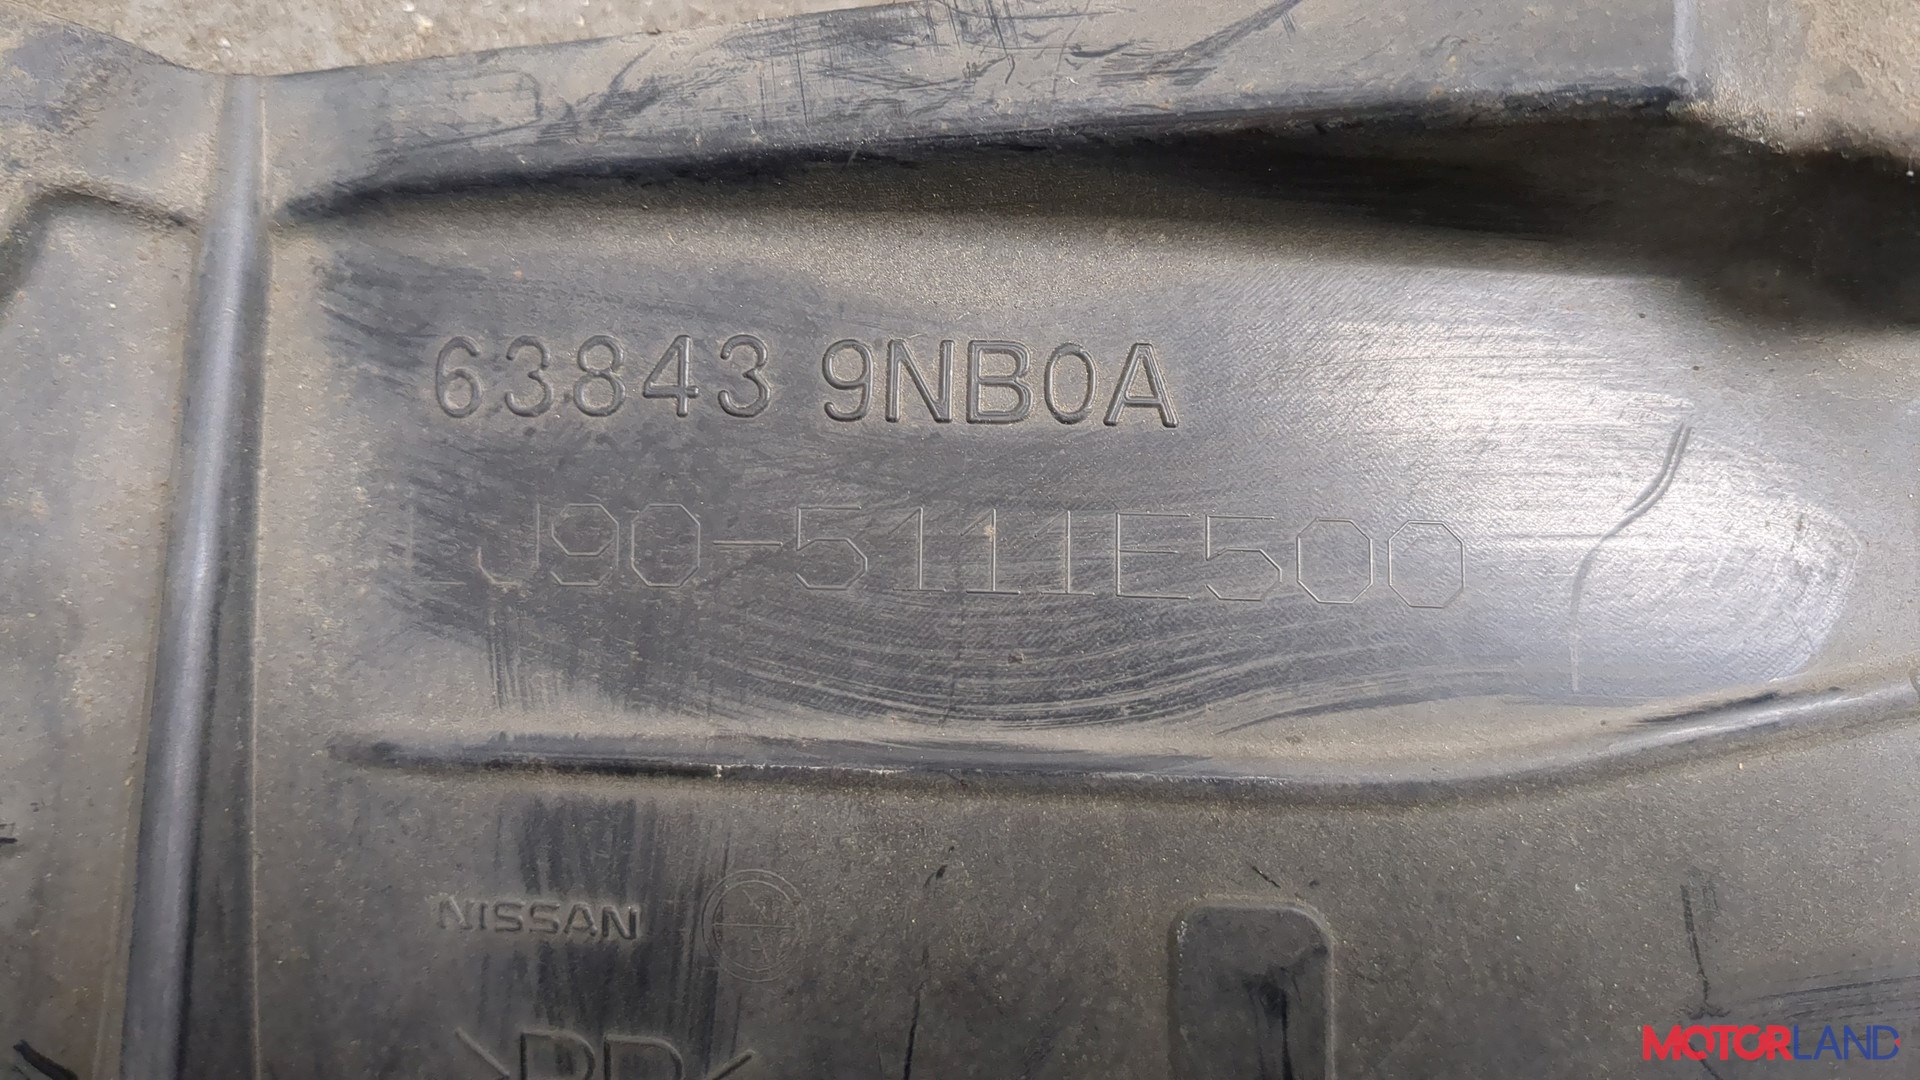 63843 9NB0A
LJ90-5111E500
NISSAN
MOTORLAND